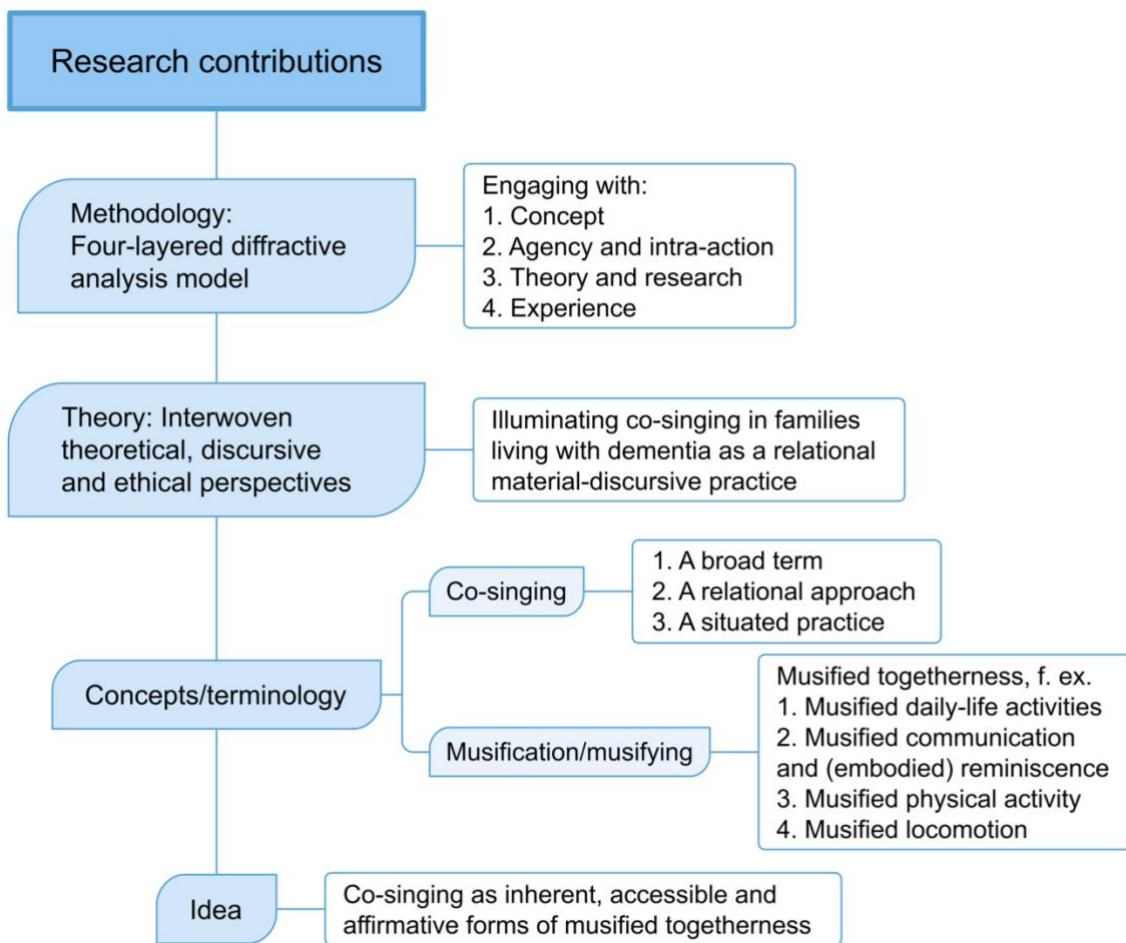 Research contributions
Methodology:
Four-layered diffractive
analysis model
Engaging with:
1. Concept
2. Agency and intra-action
3. Theory and research
4. Experience
Theory: Interwoven
theoretical, discursive
and ethical perspectives
Illuminating co-singing in families
living with dementia as a relational
material-discursive practice
Concepts/terminology
Co-singing
1. A broad term
2. A relational approach
3. A situated practice
Musification/musifying
Musified togetherness, f. ex.
1. Musified daily-life activities
2. Musified communication
and (embodied) reminiscence
3. Musified physical activity
4. Musified locomotion
Idea
Co-singing as inherent, accessible and
affirmative forms of musified togetherness